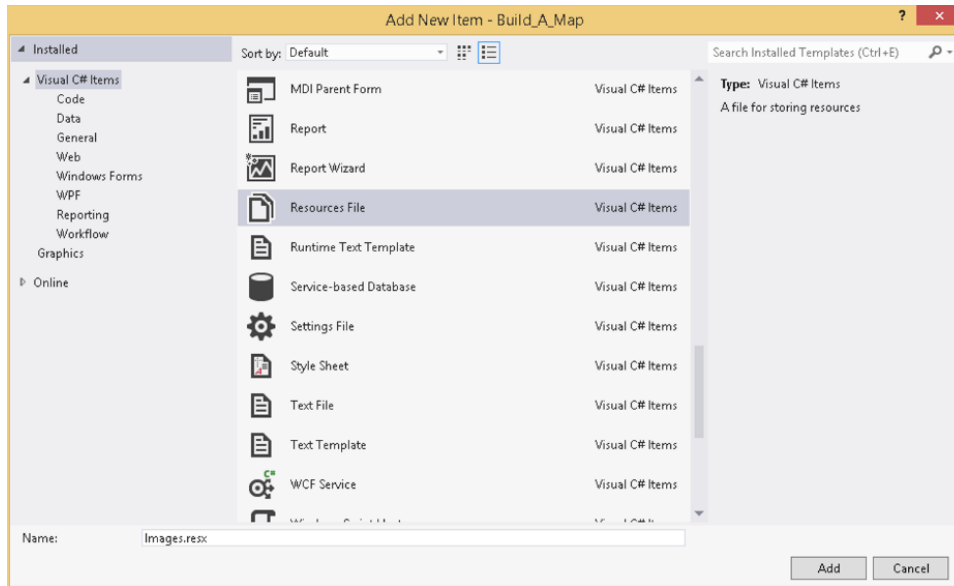 Add New Item - Build_A_Map
?
Installed
Sort by: Default
Search Installed Templates (Ctrl+E)
Visual C# Items
Code
Data
General
Web
Windows Forms
WPF
Reporting
Workflow
Graphics
Online
MDI Parent Form Visual C# Items
Report Visual C# Items
Report Wizard Visual C# Items
Resources File Visual C# Items
Runtime Text Template Visual C# Items
Service-based Database Visual C# Items
Settings File Visual C# Items
Style Sheet Visual C# Items
Text File Visual C# Items
Text Template Visual C# Items
C#
WCF Service Visual C# Items
Type: Visual C# Items
A file for storing resources
Name: Images.resx
Add Cancel